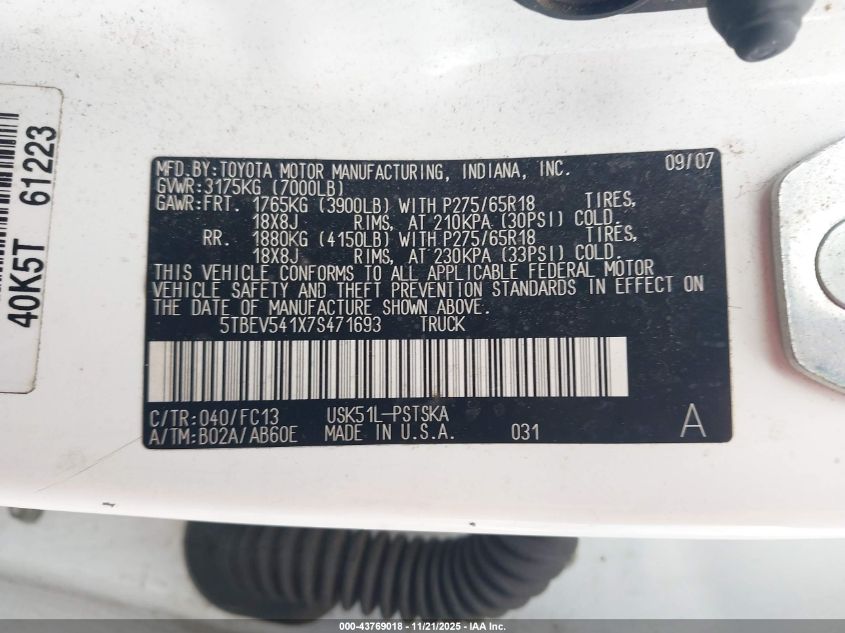 40K5T 61223
MFD.BY:TOYOTA MOTOR MANUFACTURING, INDIANA, INC. 09/07
GVWR:3175KG (7000LB)
GAWR:FRT. 1765KG (3900LB) WITH P275/65R18 TIRES,
18X8J RIMS, AT 210KPA (30PSI) COLD.
RR. 1880KG (4150LB) WITH P275/65R18 TIRES,
18X8J RIMS, AT 230KPA (33PSI) COLD.
THIS VEHICLE CONFORMS TO ALL APPLICABLE FEDERAL MOTOR
VEHICLE SAFETY AND THEFT PREVENTION STANDARDS IN EFFECT ON
THE DATE OF MANUFACTURE SHOWN ABOVE.
5TBEV541X7S471693 TRUCK
C/TR:040/FC13 USK51L-PSTSKA
A/TM:B02A/AB60E MADE IN U.S.A. 031 A
000-43769018 - 11/21/2025 - IAA Inc.